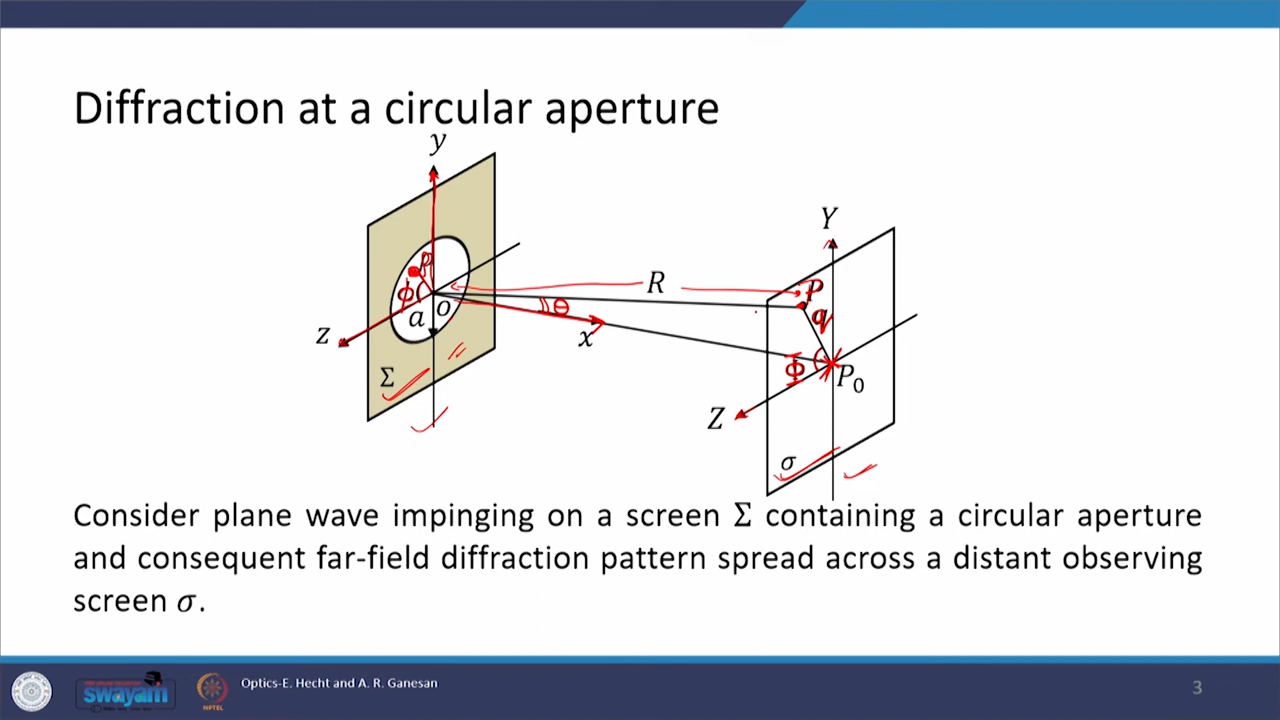 Diffraction at a circular aperture
y
Y
ρ
R
P
ϕ
a
O
θ
q
z
x
Φ
P₀
Σ
Z
σ
Consider plane wave impinging on a screen Σ containing a circular aperture
and consequent far-field diffraction pattern spread across a distant observing
screen σ.
swayam
NPTEL
Optics-E. Hecht and A. R. Ganesan
3